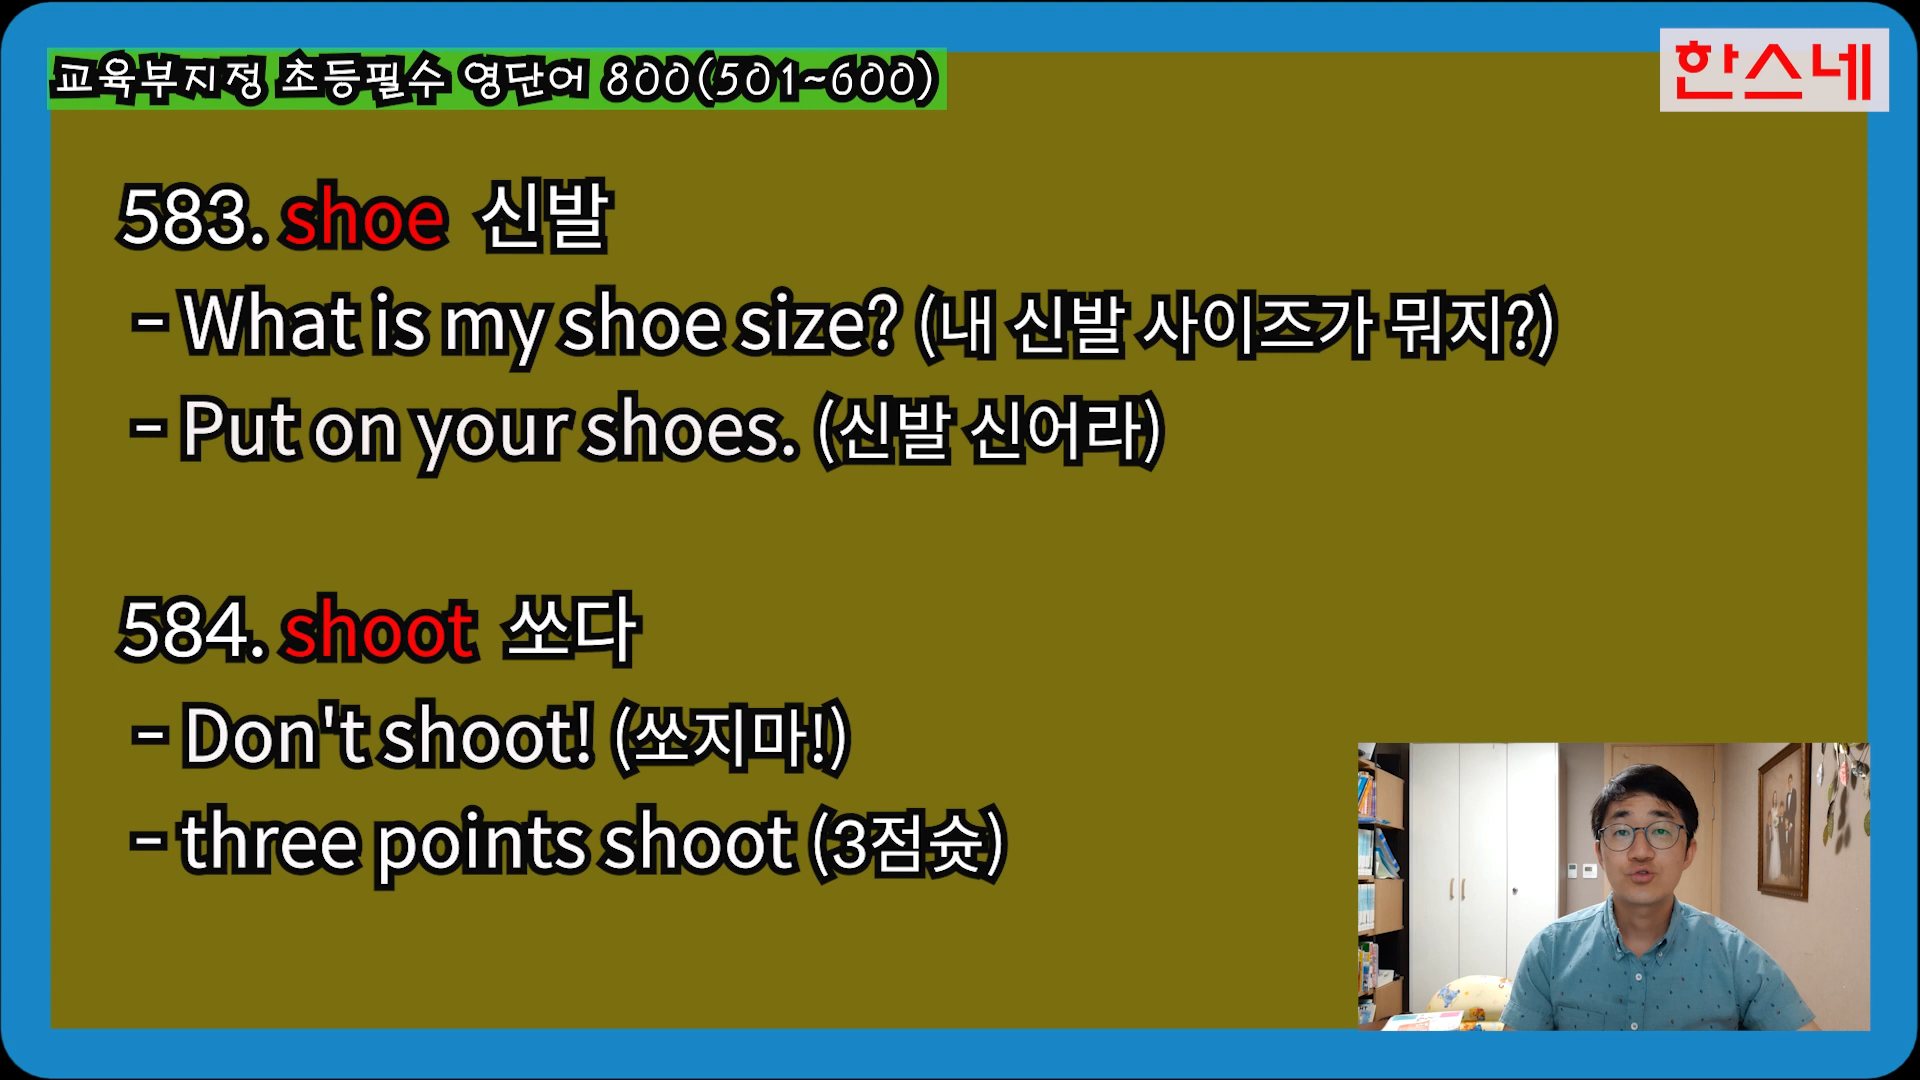 교육부지정 초등필수 영단어 800(501~600)
한스네
583. shoe 신발
- What is my shoe size? (내 신발 사이즈가 뭐지?)
- Put on your shoes. (신발 신어라)
584. shoot 쏘다
- Don't shoot! (쏘지마!)
- three points shoot (3점슛)